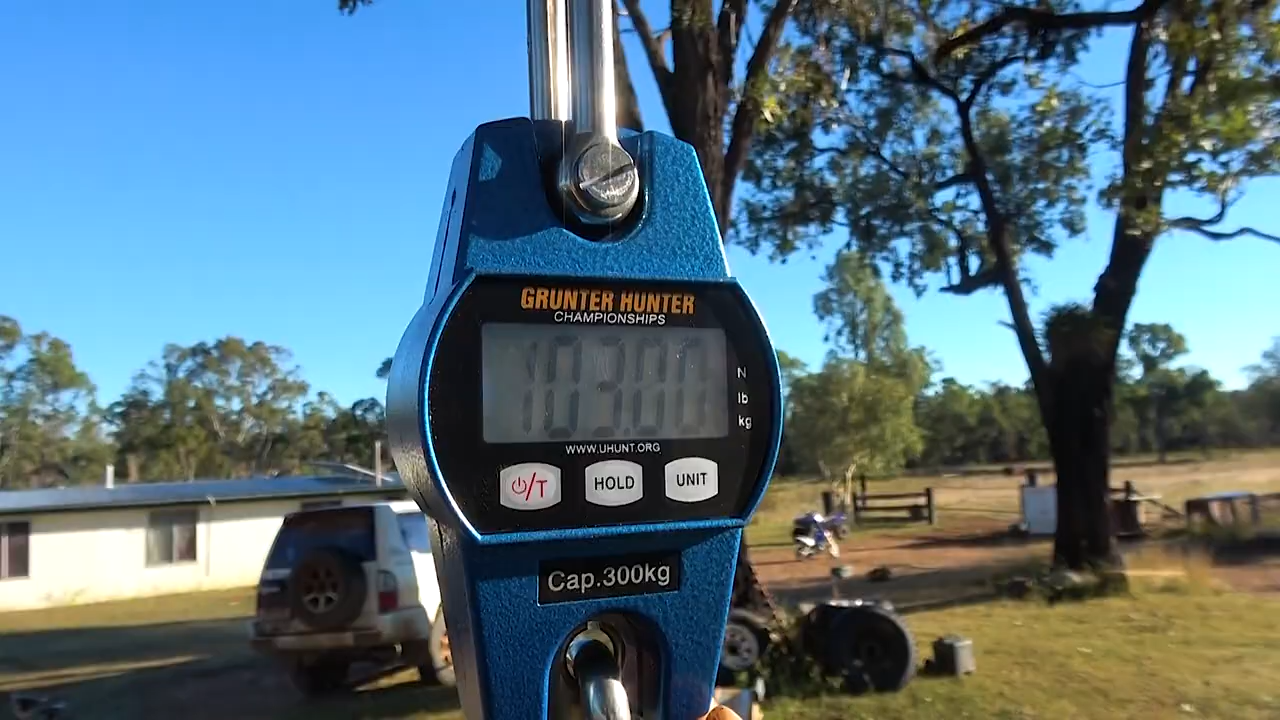 GRUNTER HUNTER
CHAMPIONSHIPS
103.00
N
lb
kg
WWW.UHUNT.ORG
⏻/T
HOLD
UNIT
Cap.300kg